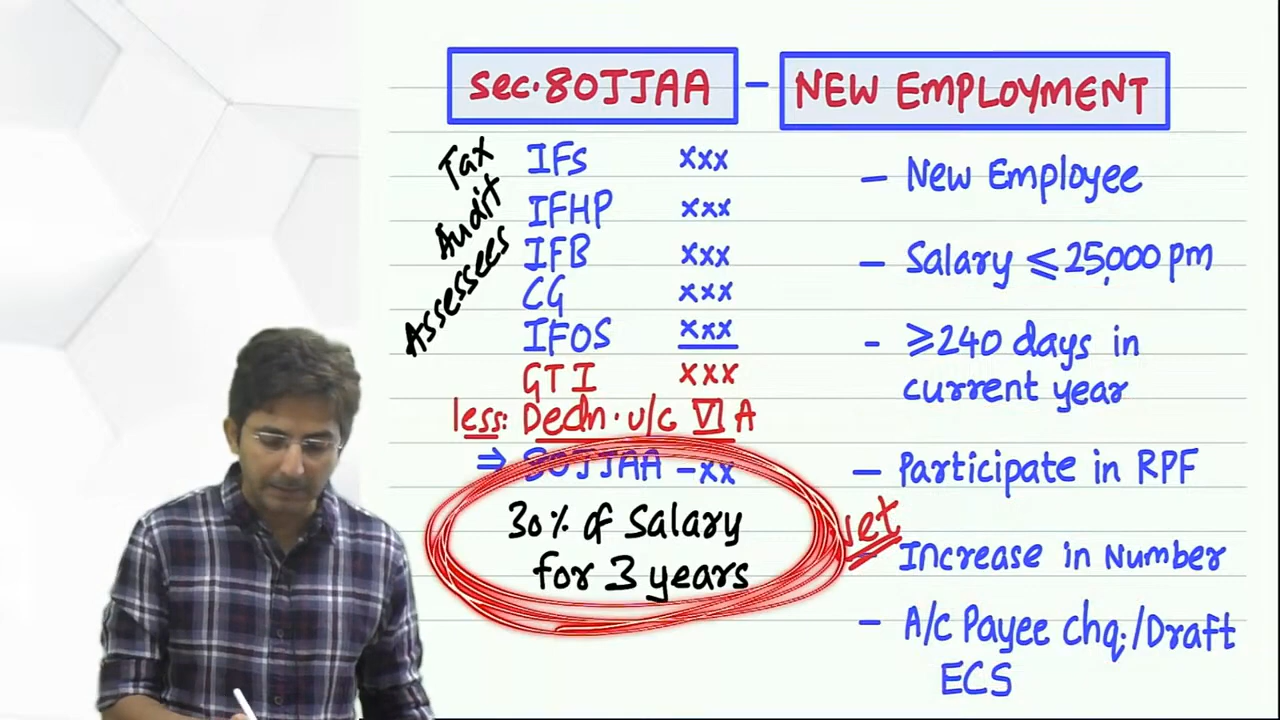 Sec.80JJAA - NEW EMPLOYMENT
Tax
Audit
Assessees
IFS xxx
IFHP xxx
IFB xxx
CG xxx
IFOS xxx
GTI xxx
less: Dedn. u/c VI A
⇒ 80JJAA -xx
30% of Salary
for 3 years
- New Employee
- Salary ≤ 25,000 pm
- ≥240 days in
current year
- Participate in RPF
Net
- Increase in Number
- A/c Payee chq./Draft
ECS